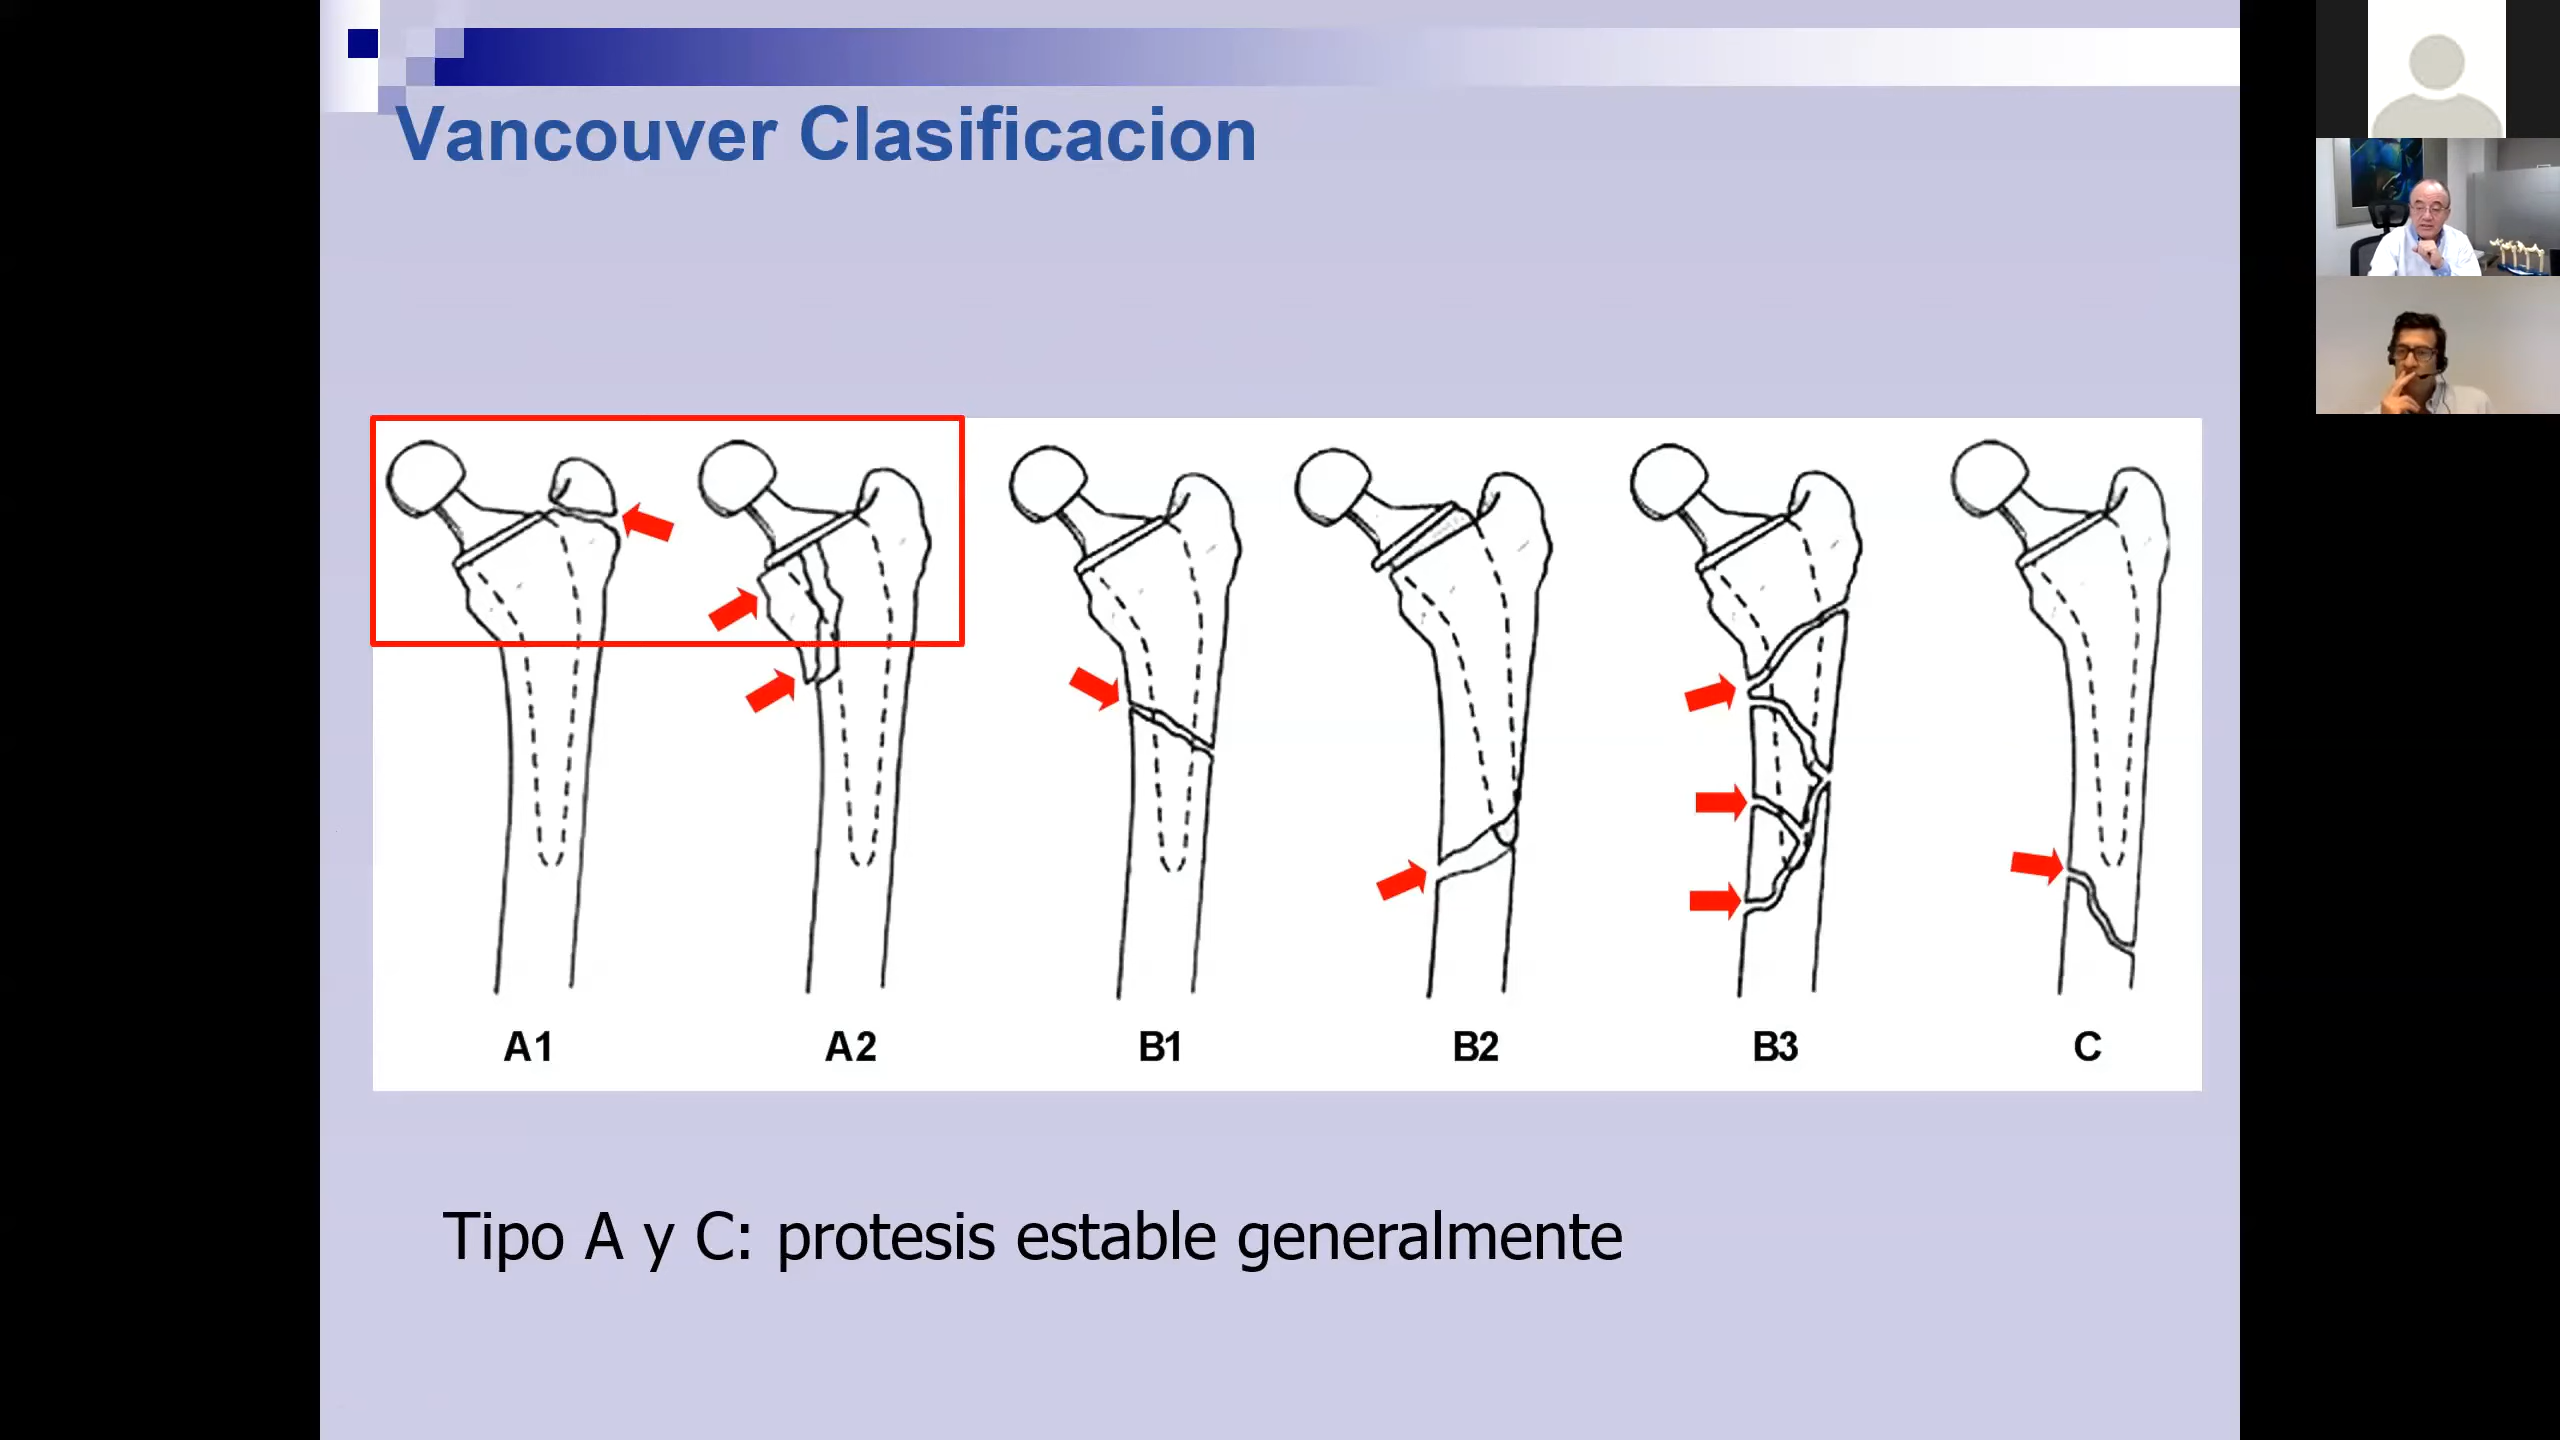 Vancouver Clasificacion
A1 A2 B1 B2 B3 C
Tipo A y C: protesis estable generalmente